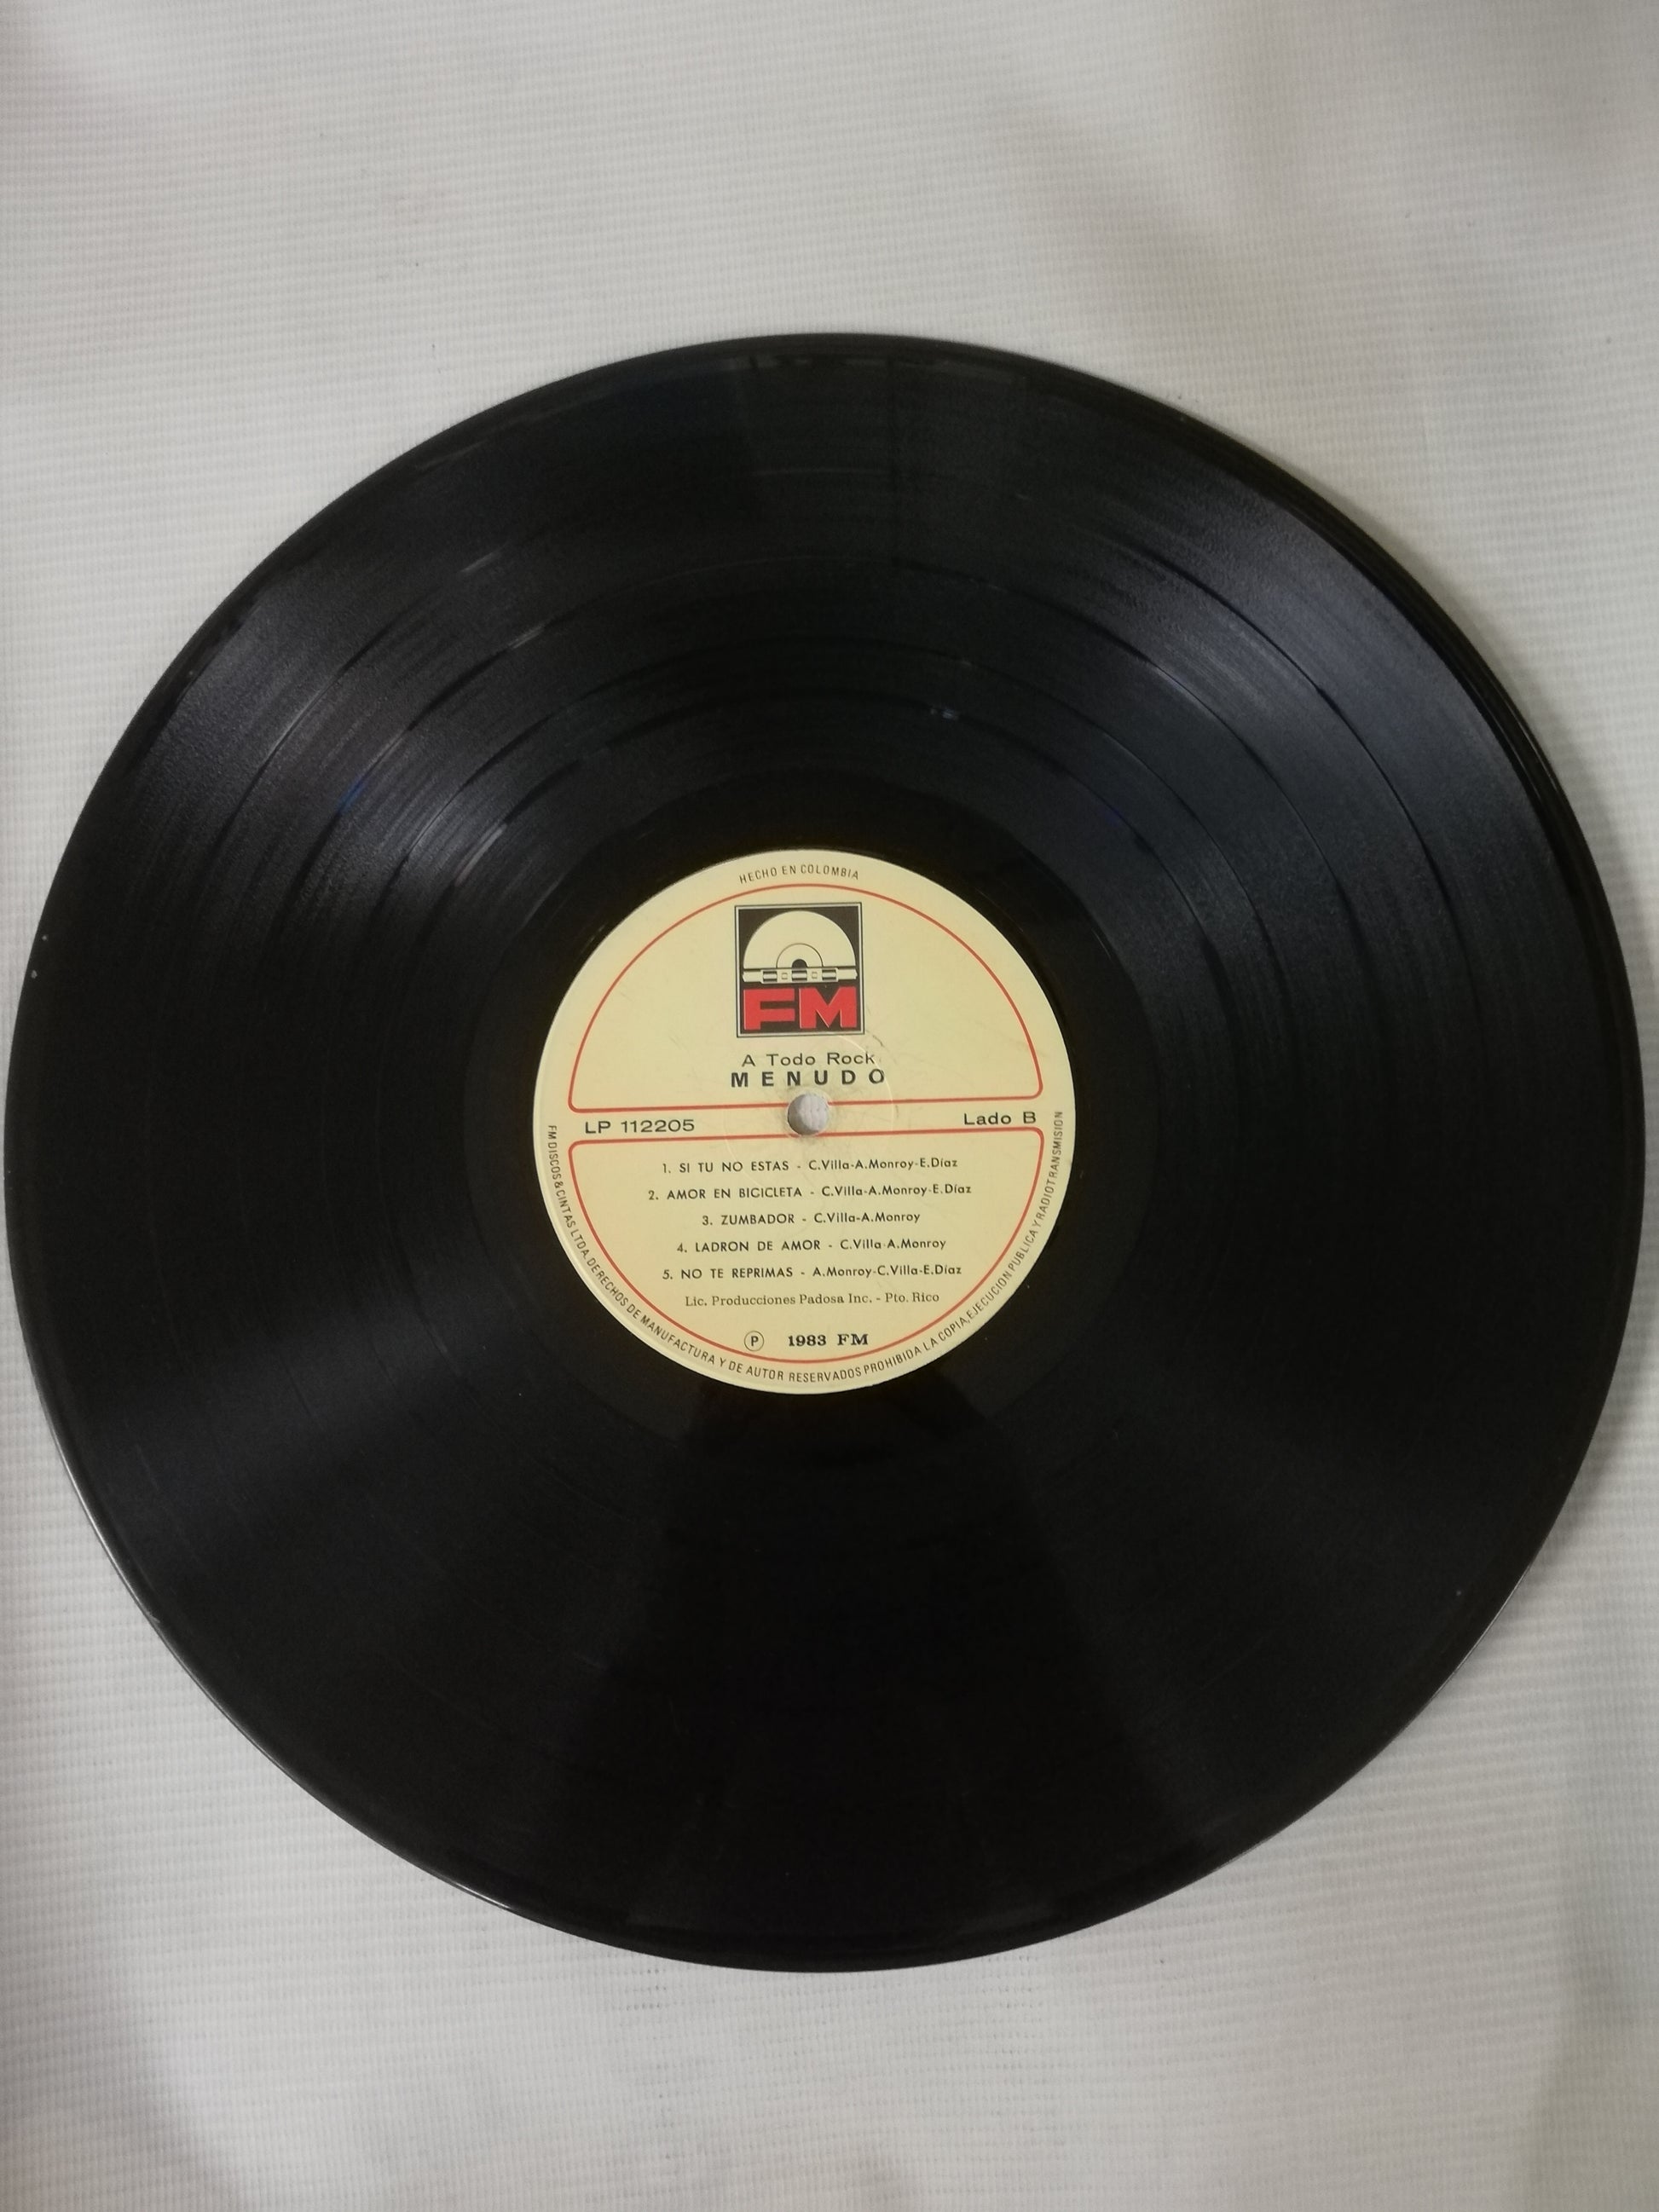 HECHO EN COLOMBIA
FM
A Todo Rock
MENUDO
LP 112205
Lado B
1. SI TU NO ESTAS - C.Villa-A.Monroy-E.Díaz
2. AMOR EN BICICLETA - C.Villa-A.Monroy-E.Díaz
3. ZUMBADOR - C.Villa-A.Monroy
4. LADRON DE AMOR - C.Villa-A.Monroy
5. NO TE REPRIMAS - A.Monroy-C.Villa-E.Díaz
Lic. Producciones Padosa Inc. - Pto. Rico
Ⓟ 1983 FM
FM DISCOS & CINTAS LTDA. DERECHOS DE MANUFACTURA Y DE AUTOR RESERVADOS PROHIBIDA LA COPIA, EJECUCION PUBLICA Y RADIOTRANSMISION